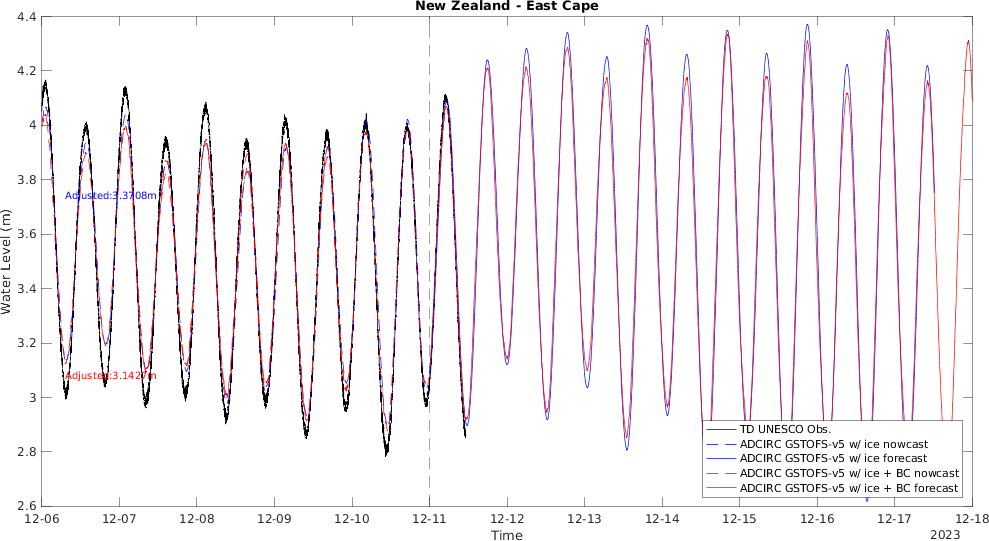 New Zealand - East Cape
4.4
4.2
4
3.8
3.6
3.4
3.2
3
2.8
2.6
Water Level (m)
Adjusted:3.3708m
Adjusted:3.1427m
TD UNESCO Obs.
ADCIRC GSTOFS-v5 w/ ice nowcast
ADCIRC GSTOFS-v5 w/ ice forecast
ADCIRC GSTOFS-v5 w/ ice + BC nowcast
ADCIRC GSTOFS-v5 w/ ice + BC forecast
12-06 12-07 12-08 12-09 12-10 12-11 12-12 12-13 12-14 12-15 12-16 12-17 12-18
Time
2023